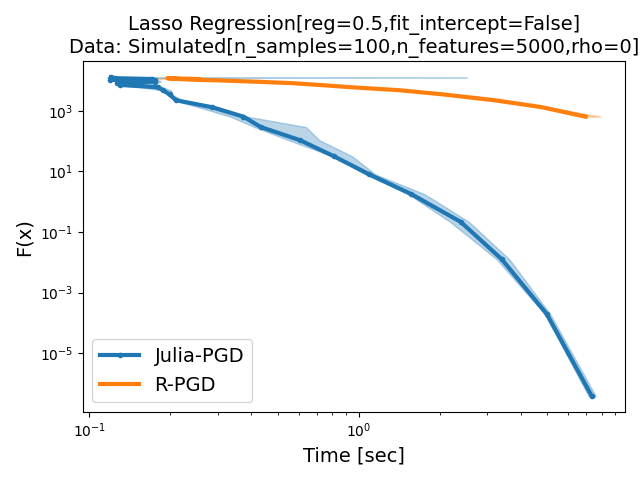 Lasso Regression[reg=0.5,fit_intercept=False]
Data: Simulated[n_samples=100,n_features=5000,rho=0]
F(x)
10³
10¹
10⁻¹
10⁻³
10⁻⁵
Julia-PGD
R-PGD
10⁻¹ 10⁰
Time [sec]